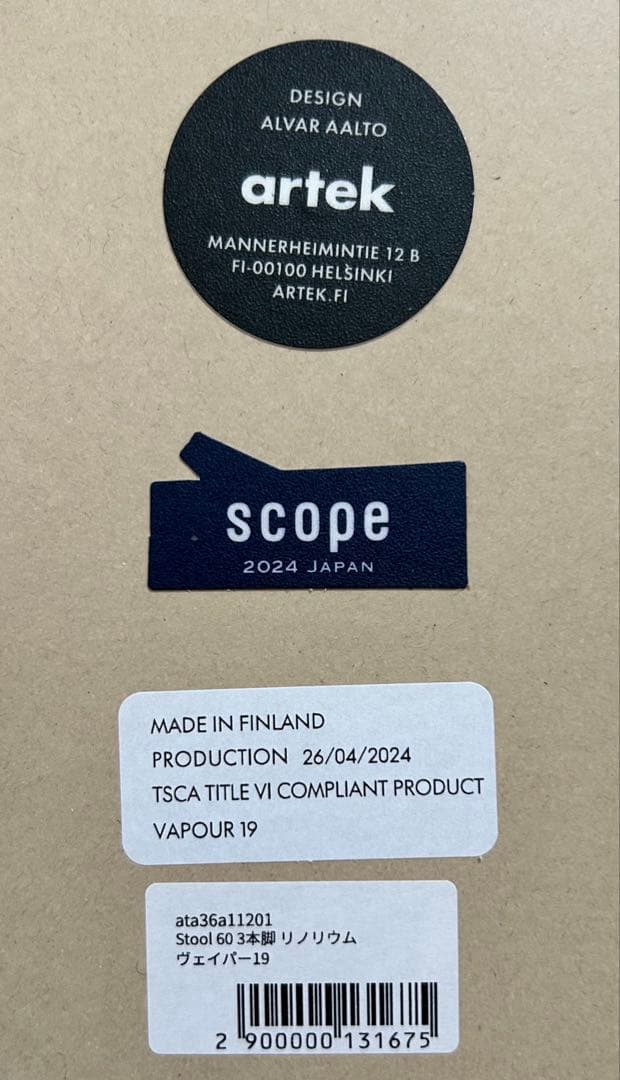 DESIGN
ALVAR AALTO
artek
MANNERHEIMINTIE 12 B
FI-00100 HELSINKI
ARTEK.FI
scope
2024 JAPAN
MADE IN FINLAND
PRODUCTION 26/04/2024
TSCA TITLE VI COMPLIANT PRODUCT
VAPOUR 19
ata36a11201
Stool 60 3本脚 リノリウム
ヴェイパー19
2 900000 131675